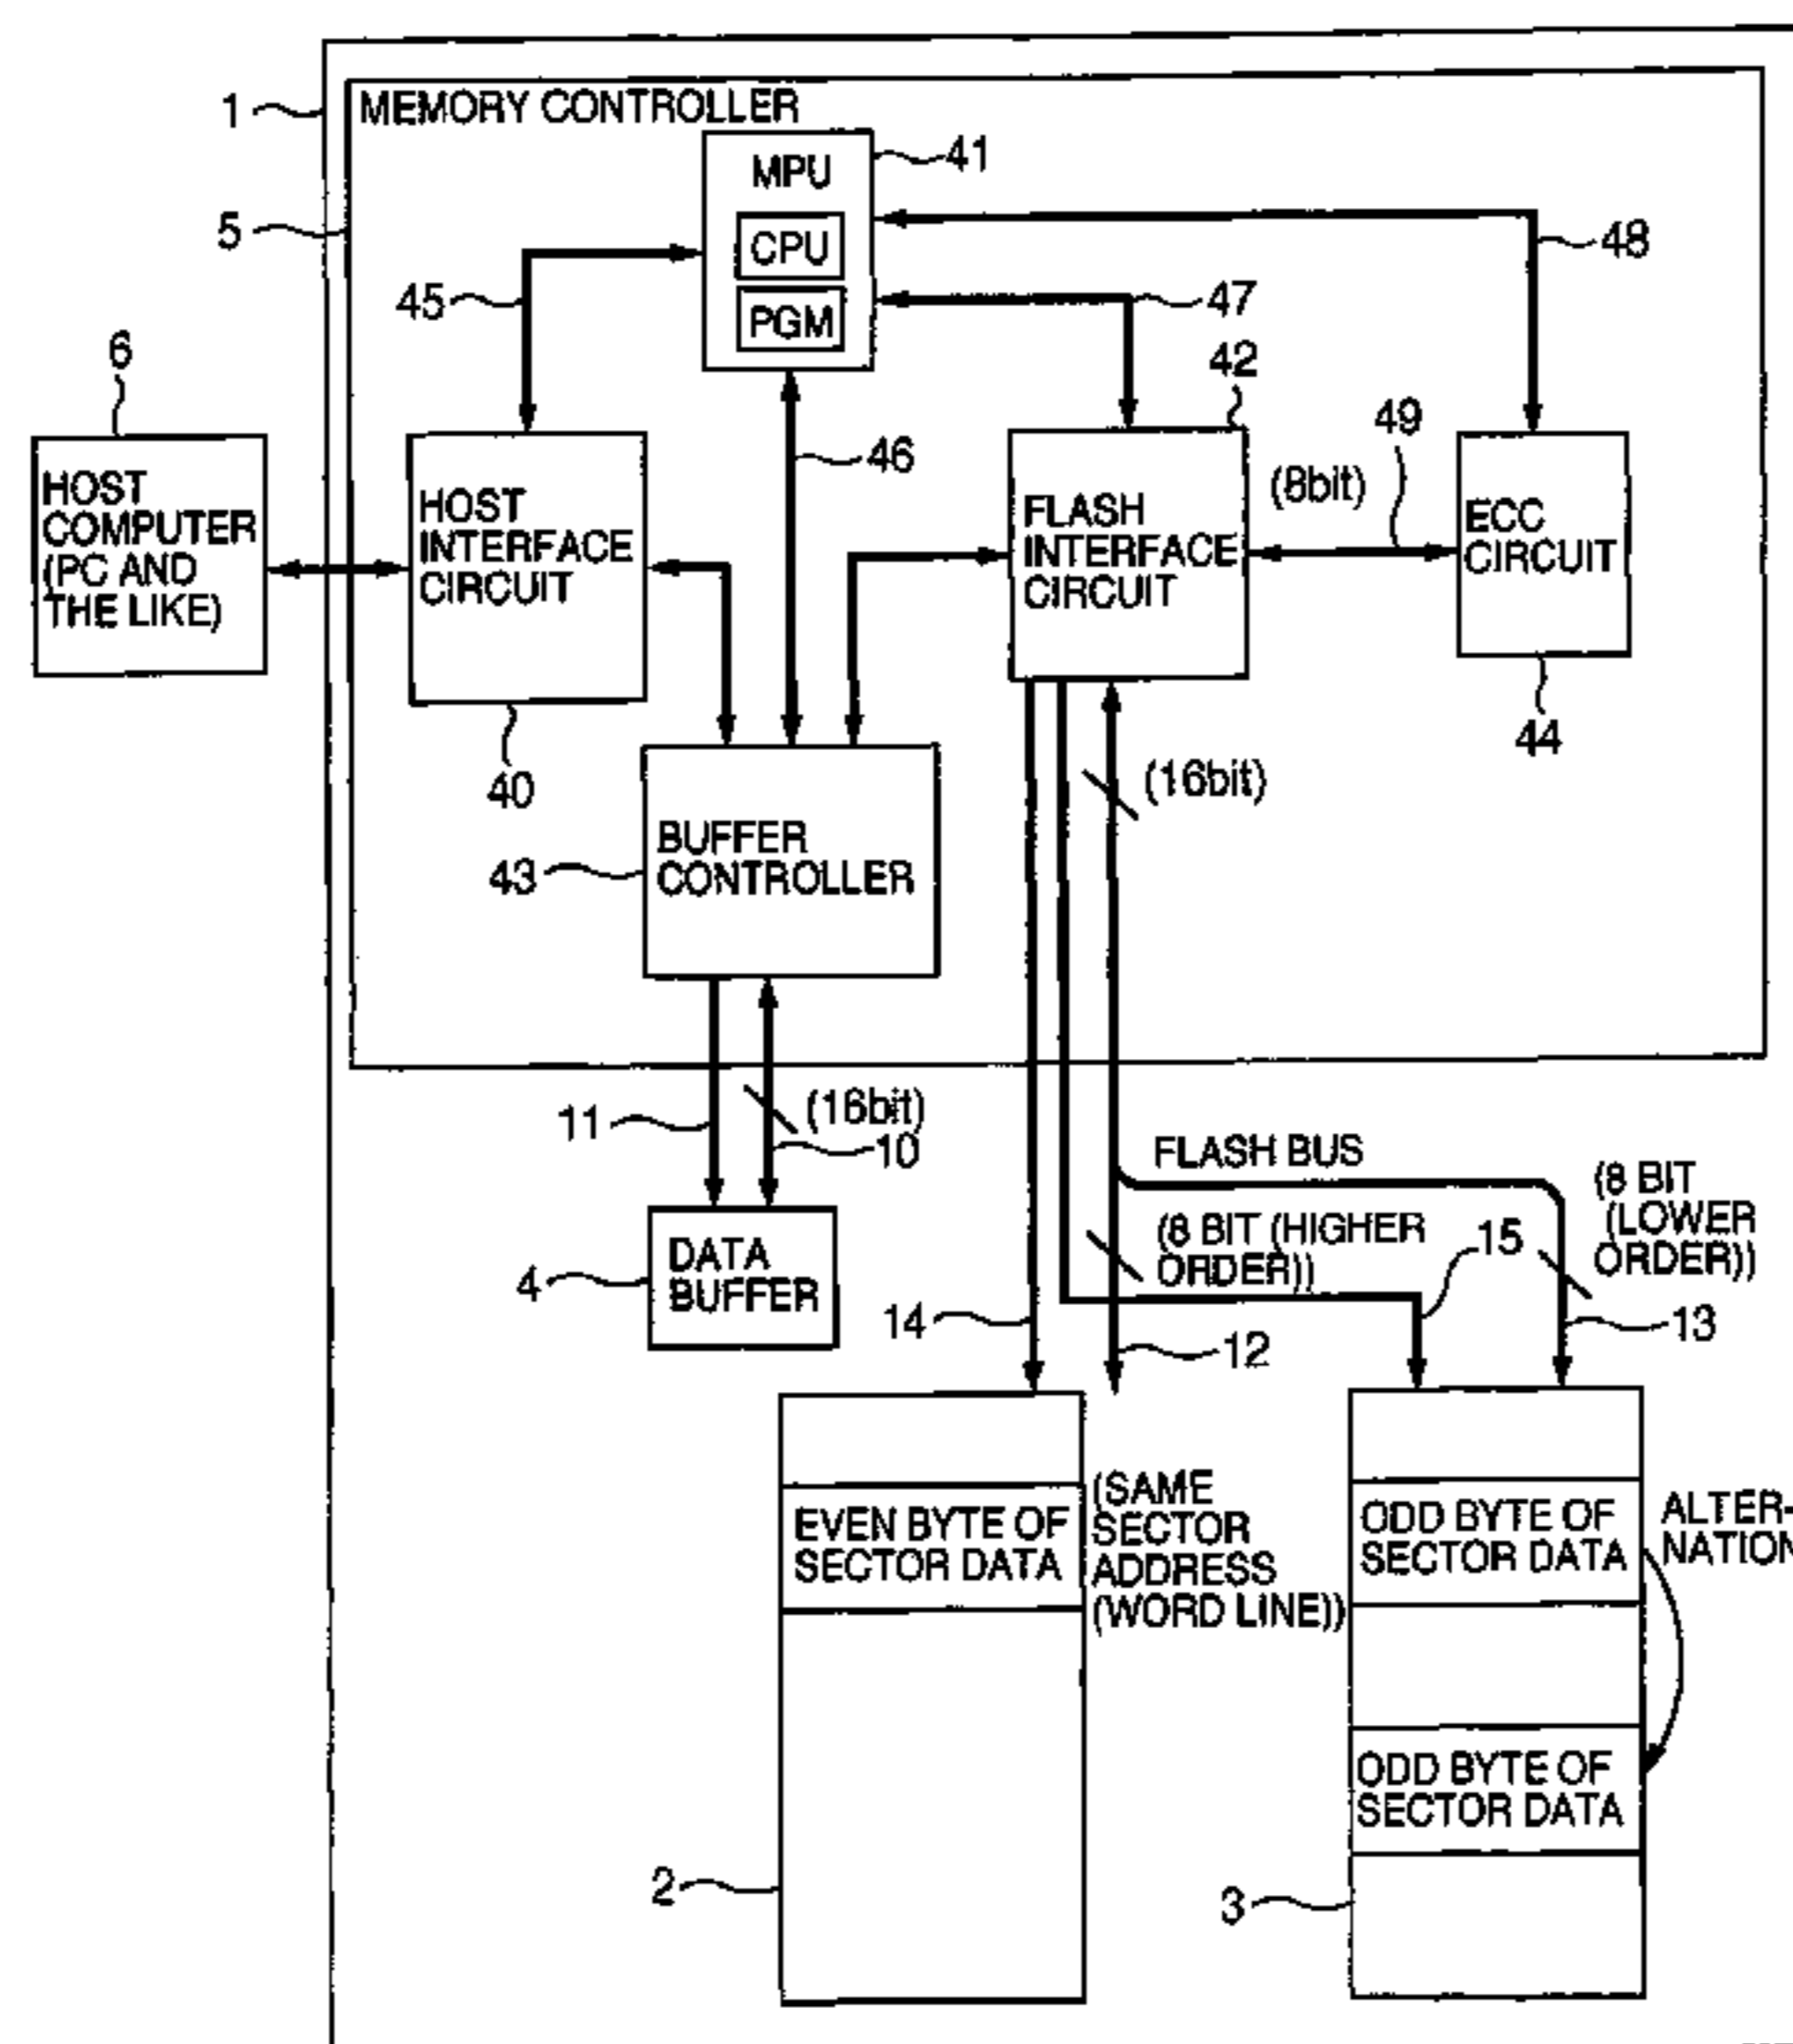 1
MEMORY CONTROLLER
41
MPU
CPU
PGM
5
45
48
47
6
42
49
46
(8bit)
HOST
COMPUTER
(PC AND
THE LIKE)
HOST
INTERFACE
CIRCUIT
FLASH
INTERFACE
CIRCUIT
ECC
CIRCUIT
40
44
(16bit)
43
BUFFER
CONTROLLER
11
(16bit)
10
FLASH BUS
(8 BIT
(LOWER
ORDER))
(8 BIT (HIGHER
ORDER))
15
4
DATA
BUFFER
14
12
13
EVEN BYTE OF
SECTOR DATA
(SAME
SECTOR
ADDRESS
(WORD LINE))
ODD BYTE OF
SECTOR DATA
ALTER-
NATION
ODD BYTE OF
SECTOR DATA
2
3